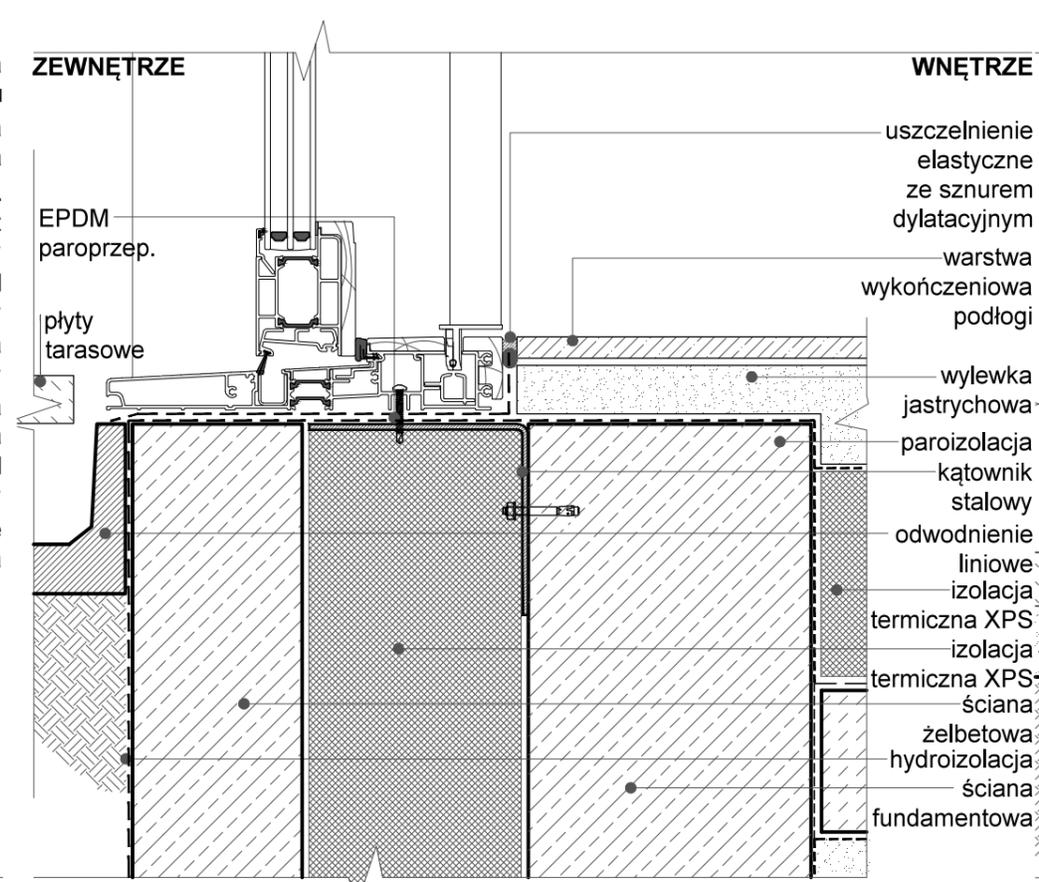 ZEWNĘTRZE
WNĘTRZE
EPDM
paroprzep.
płyty
tarasowe
uszczelnienie
elastyczne
ze sznurem
dylatacyjnym
warstwa
wykończeniowa
podłogi
wylewka
jastrychowa
paroizolacja
kątownik
stalowy
odwodnienie
liniowe
izolacja
termiczna XPS
izolacja
termiczna XPS
ściana
żelbetowa
hydroizolacja
ściana
fundamentowa